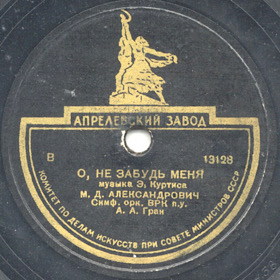 АПРЕЛЕВСКИЙ ЗАВОД
В 13128
О, НЕ ЗАБУДЬ МЕНЯ
музыка Э. Куртиса
М. Д. АЛЕКСАНДРОВИЧ
Симф. орк. ВРК п.у.
А. А. Гран
КОМИТЕТ ПО ДЕЛАМ ИСКУССТВ ПРИ СОВЕТЕ МИНИСТРОВ СССР